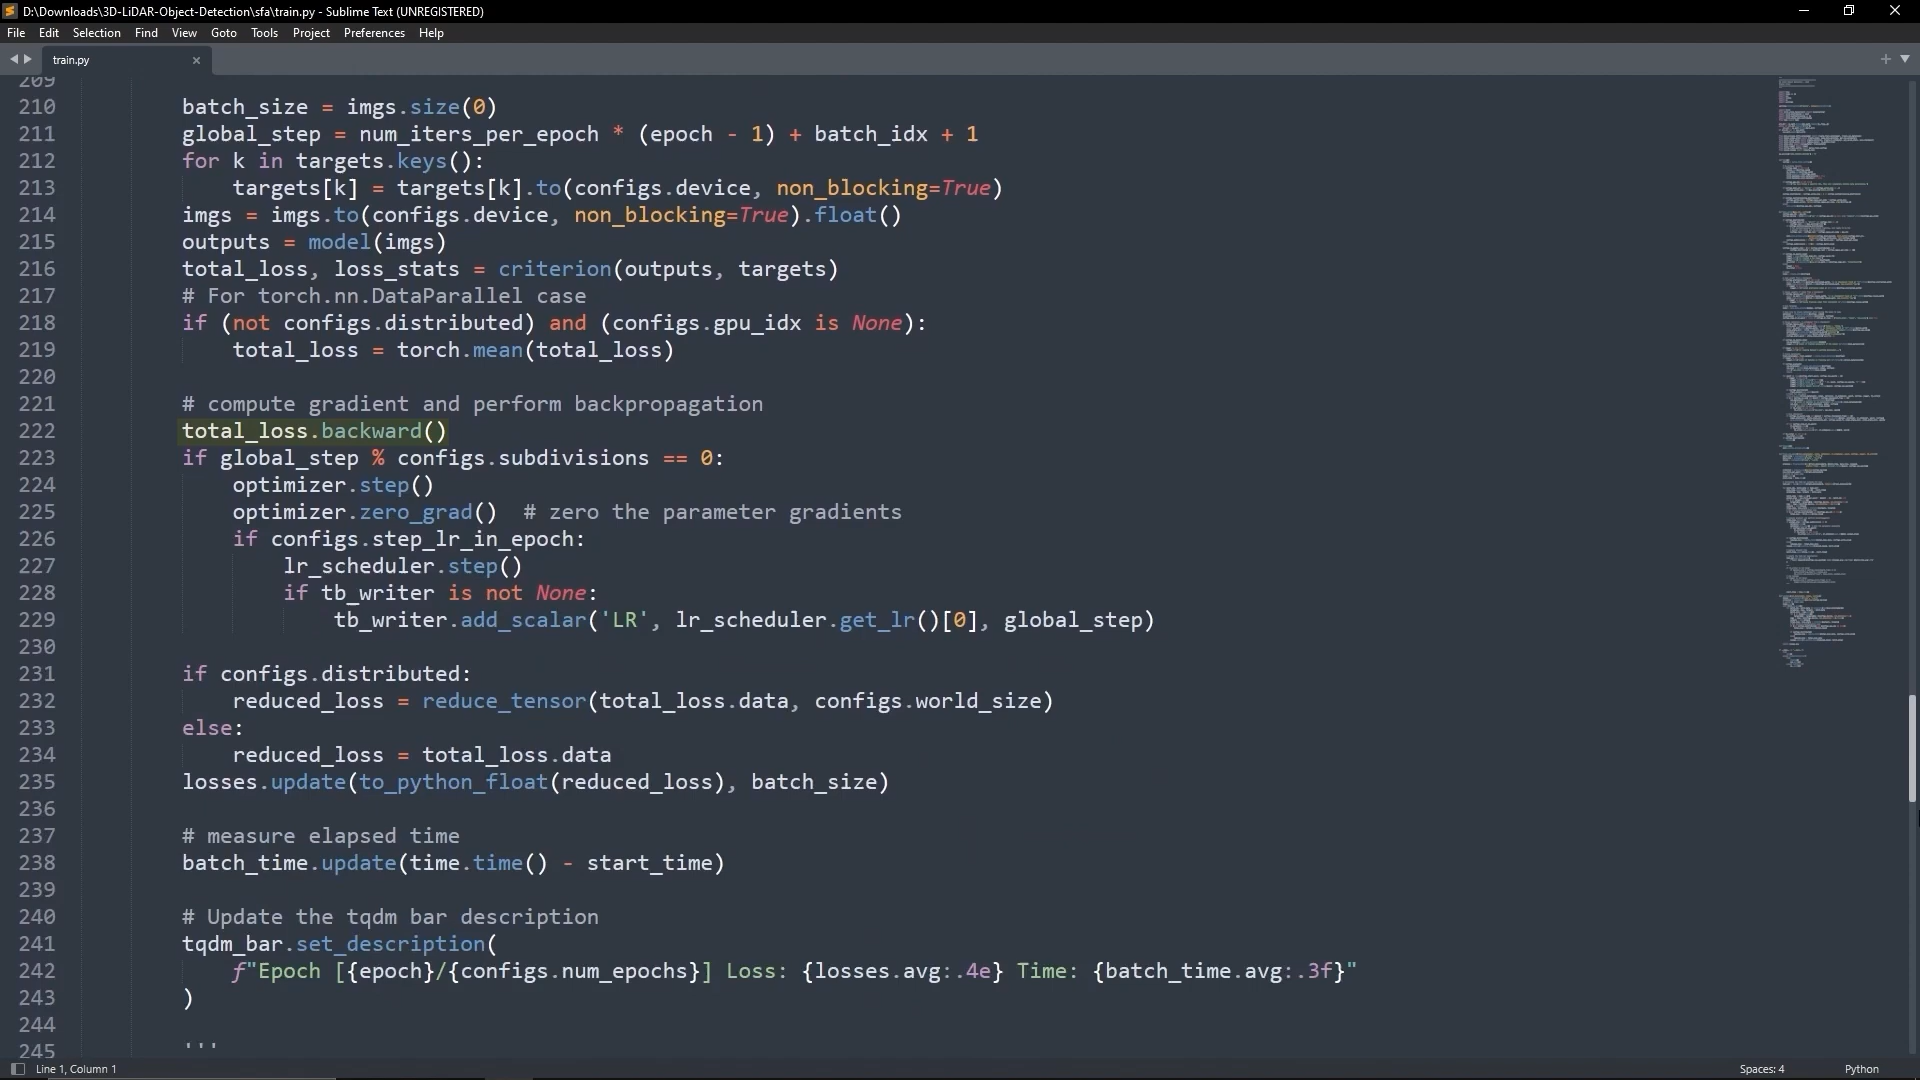 D:\Downloads\3D-LiDAR-Object-Detection\sfa\train.py - Sublime Text (UNREGISTERED)
File Edit Selection Find View Goto Tools Project Preferences Help
train.py
209
210 batch_size = imgs.size(0)
211 global_step = num_iters_per_epoch * (epoch - 1) + batch_idx + 1
212 for k in targets.keys():
213 targets[k] = targets[k].to(configs.device, non_blocking=True)
214 imgs = imgs.to(configs.device, non_blocking=True).float()
215 outputs = model(imgs)
216 total_loss, loss_stats = criterion(outputs, targets)
217 # For torch.nn.DataParallel case
218 if (not configs.distributed) and (configs.gpu_idx is None):
219 total_loss = torch.mean(total_loss)
220
221 # compute gradient and perform backpropagation
222 total_loss.backward()
223 if global_step % configs.subdivisions == 0:
224 optimizer.step()
225 optimizer.zero_grad()  # zero the parameter gradients
226 if configs.step_lr_in_epoch:
227 lr_scheduler.step()
228 if tb_writer is not None:
229 tb_writer.add_scalar('LR', lr_scheduler.get_lr()[0], global_step)
230
231 if configs.distributed:
232 reduced_loss = reduce_tensor(total_loss.data, configs.world_size)
233 else:
234 reduced_loss = total_loss.data
235 losses.update(to_python_float(reduced_loss), batch_size)
236
237 # measure elapsed time
238 batch_time.update(time.time() - start_time)
239
240 # Update the tqdm bar description
241 tqdm_bar.set_description(
242 f"Epoch [{epoch}/{configs.num_epochs}] Loss: {losses.avg:.4e} Time: {batch_time.avg:.3f}"
243 )
244
245 '''
Line 1, Column 1
Spaces: 4
Python